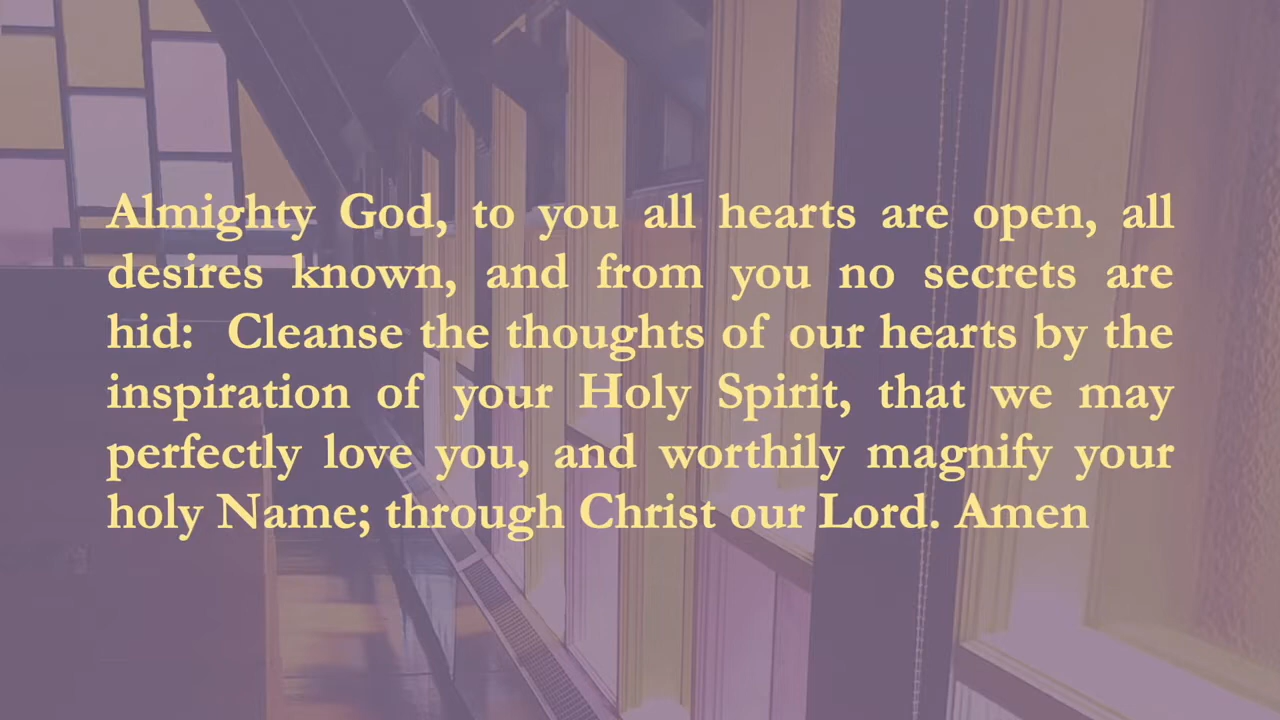 Almighty God, to you all hearts are open, all
desires known, and from you no secrets are
hid: Cleanse the thoughts of our hearts by the
inspiration of your Holy Spirit, that we may
perfectly love you, and worthily magnify your
holy Name; through Christ our Lord. Amen